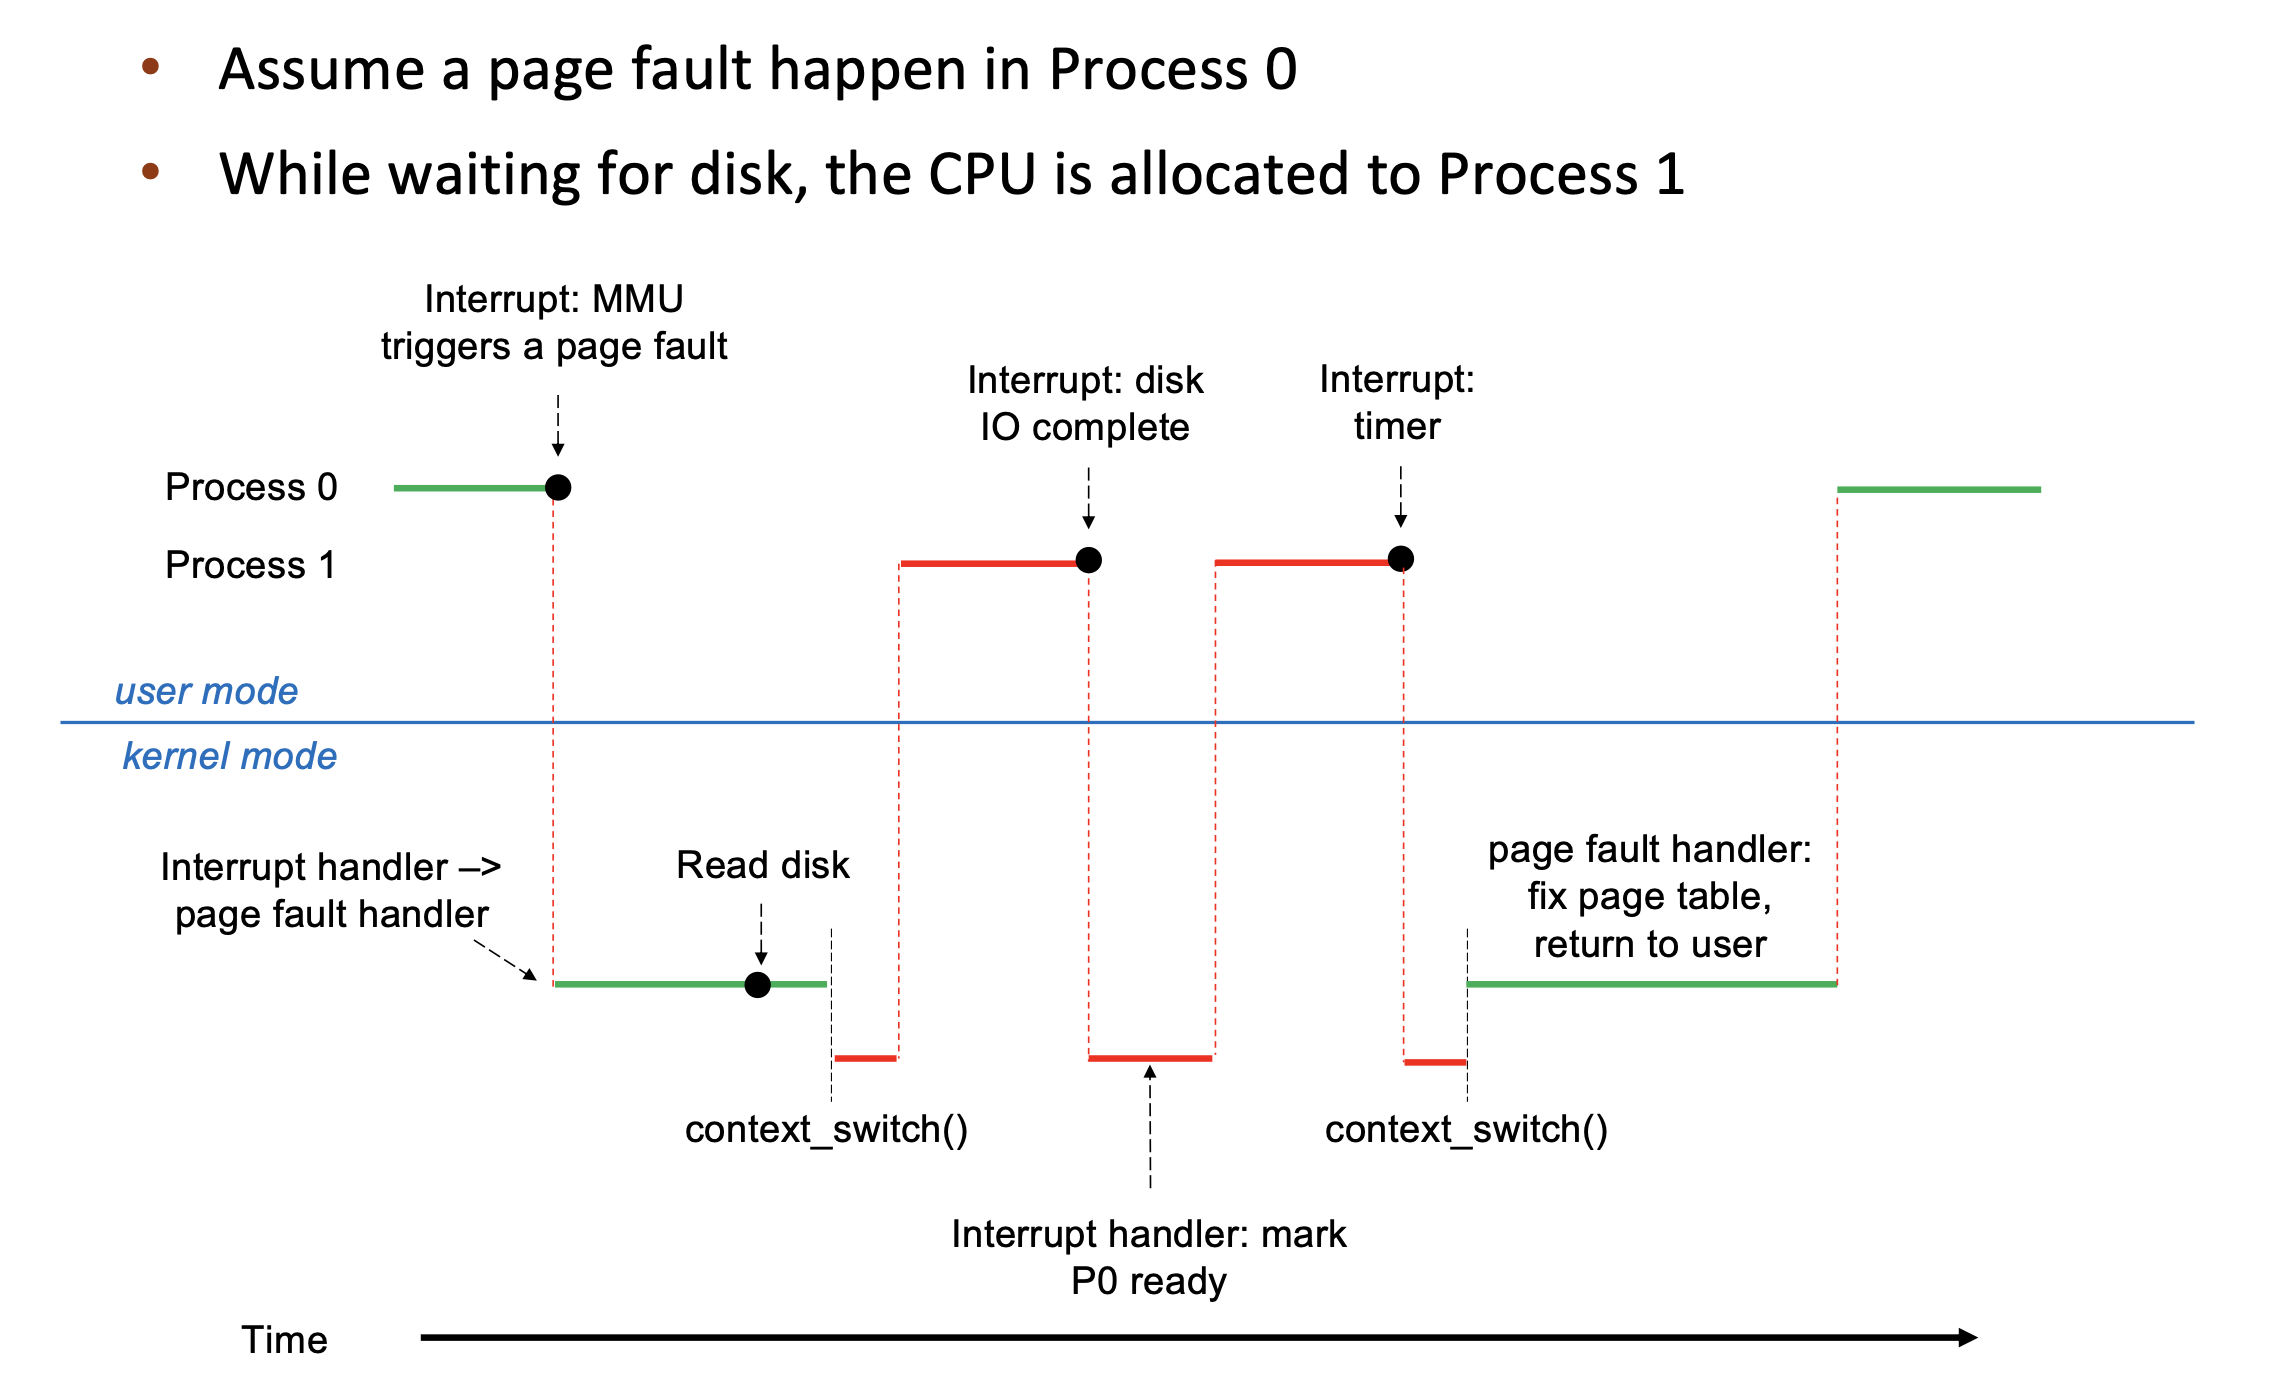 • Assume a page fault happen in Process 0
• While waiting for disk, the CPU is allocated to Process 1
Interrupt: MMU
triggers a page fault
Interrupt: disk
IO complete
Interrupt:
timer
Process 0
Process 1
user mode
kernel mode
Interrupt handler –>
page fault handler
Read disk
page fault handler:
fix page table,
return to user
context_switch()
context_switch()
Interrupt handler: mark
P0 ready
Time